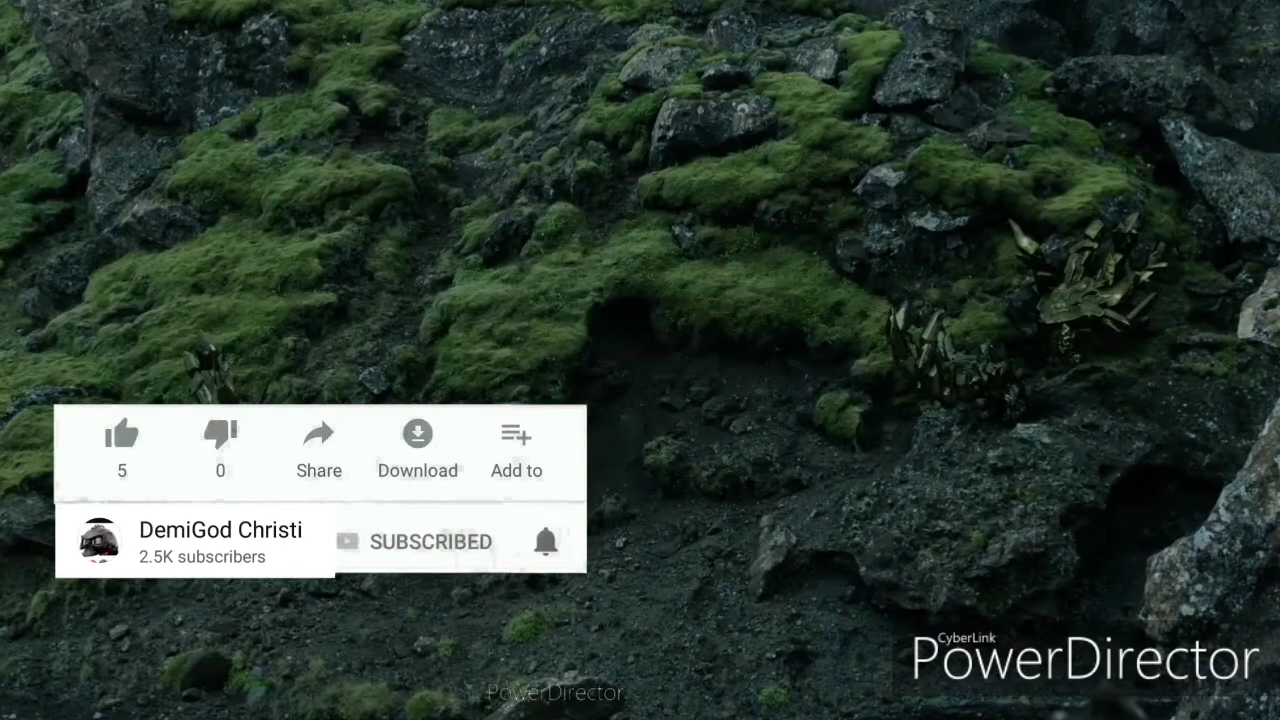 5 0 Share Download Add to
DemiGod Christi
2.5K subscribers
SUBSCRIBED
CyberLink
PowerDirector
PowerDirector